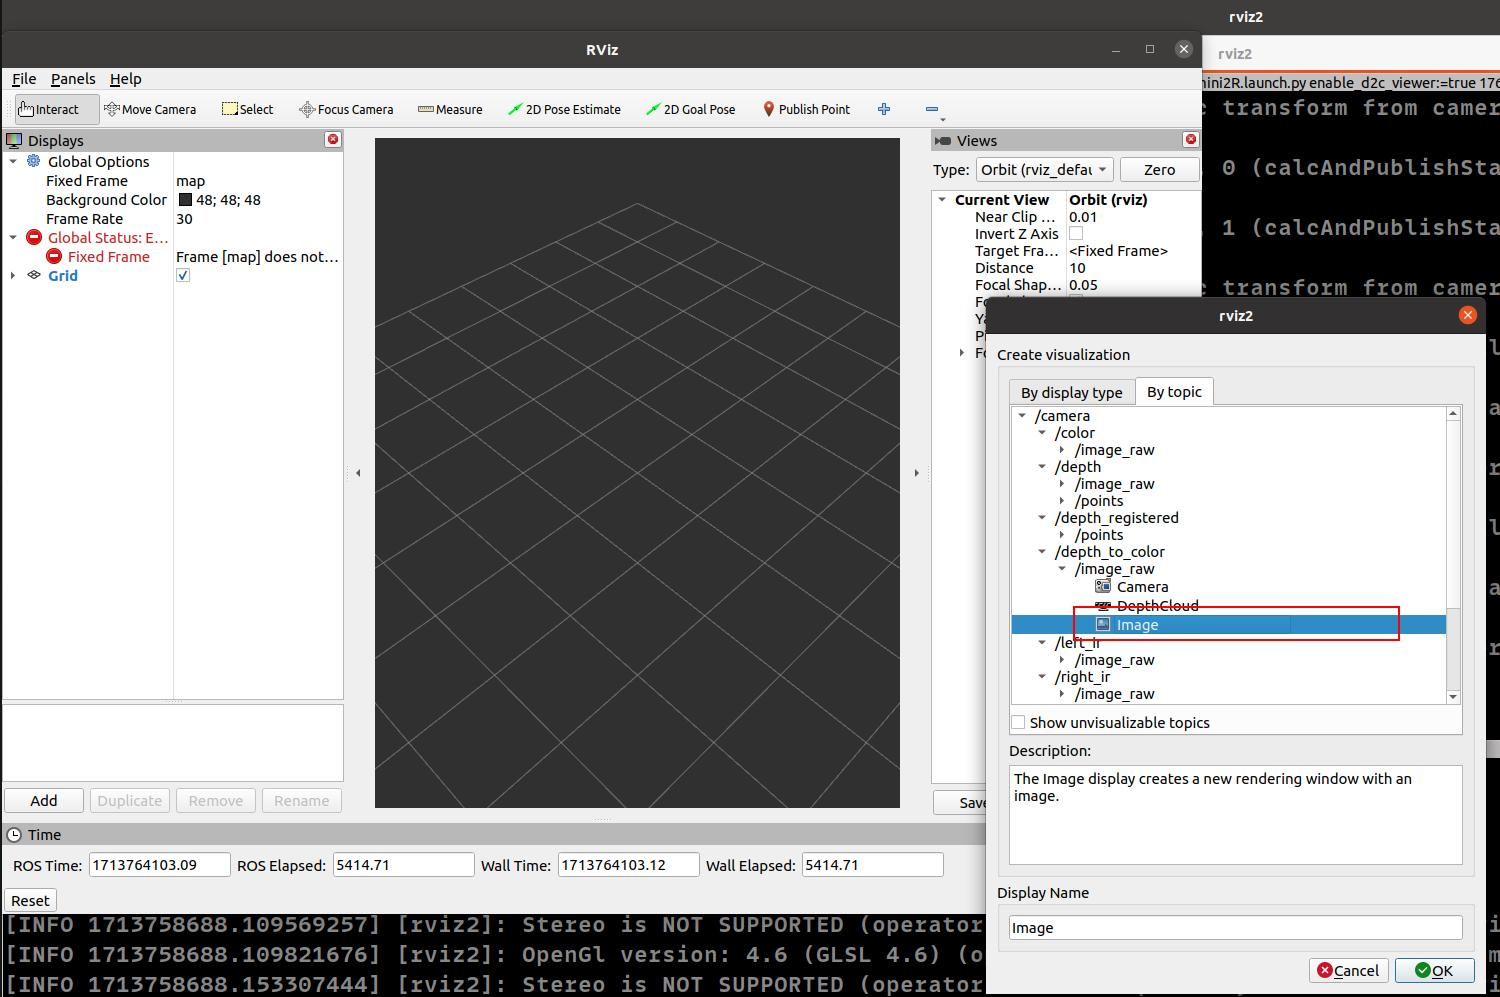 rviz2
RViz
rviz2
File Panels Help
mini2R.launch.py enable_d2c_viewer:=true 176
Interact Move Camera Select Focus Camera Measure 2D Pose Estimate 2D Goal Pose Publish Point
transform from camer
Displays
Global Options
Fixed Frame map
Background Color 48; 48; 48
Frame Rate 30
Global Status: E...
Fixed Frame Frame [map] does not...
Grid
Views
Type: Orbit (rviz_defau Zero
Current View Orbit (rviz)
Near Clip ... 0.01
Invert Z Axis
Target Fra... <Fixed Frame>
Distance 10
Focal Shap... 0.05
0 (calcAndPublishSta
1 (calcAndPublishSta
transform from camer
rviz2
Create visualization
By display type By topic
/camera
/color
/image_raw
/depth
/image_raw
/points
/depth_registered
/points
/depth_to_color
/image_raw
Camera
DepthCloud
Image
/left_ir
/image_raw
/right_ir
/image_raw
Show unvisualizable topics
Description:
The Image display creates a new rendering window with an
image.
Display Name
Image
Cancel OK
Add Duplicate Remove Rename
Save
Time
ROS Time: 1713764103.09 ROS Elapsed: 5414.71 Wall Time: 1713764103.12 Wall Elapsed: 5414.71
Reset
[INFO 1713758688.109569257] [rviz2]: Stereo is NOT SUPPORTED (operator
[INFO 1713758688.109821676] [rviz2]: OpenGl version: 4.6 (GLSL 4.6) (o
[INFO 1713758688.153307444] [rviz2]: Stereo is NOT SUPPORTED (operator